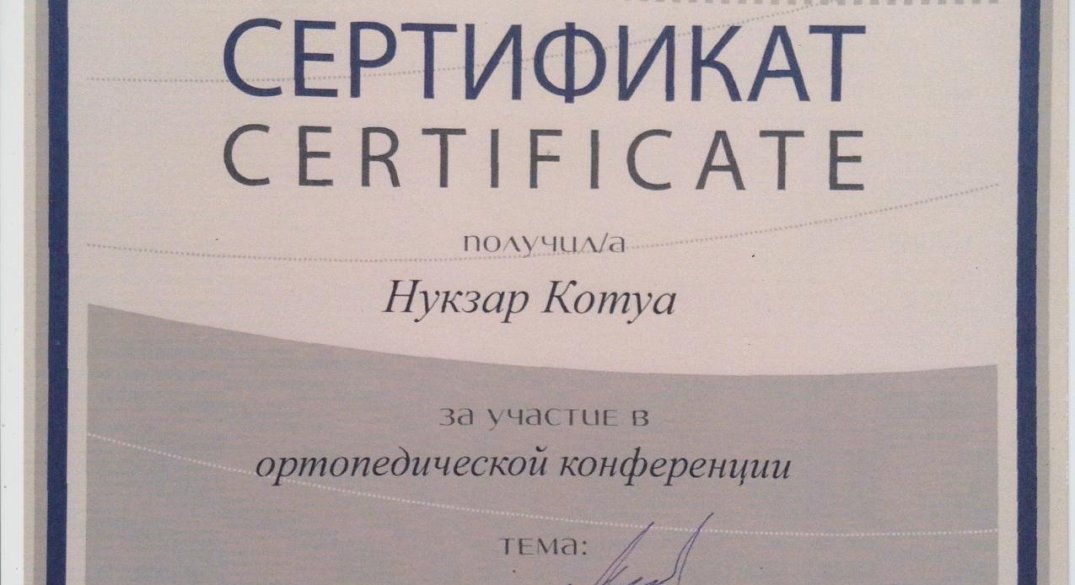 СЕРТИФИКАТ
CERTIFICATE
получил/а
Нукзар Котуа
за участие в
ортопедической конференции
тема: